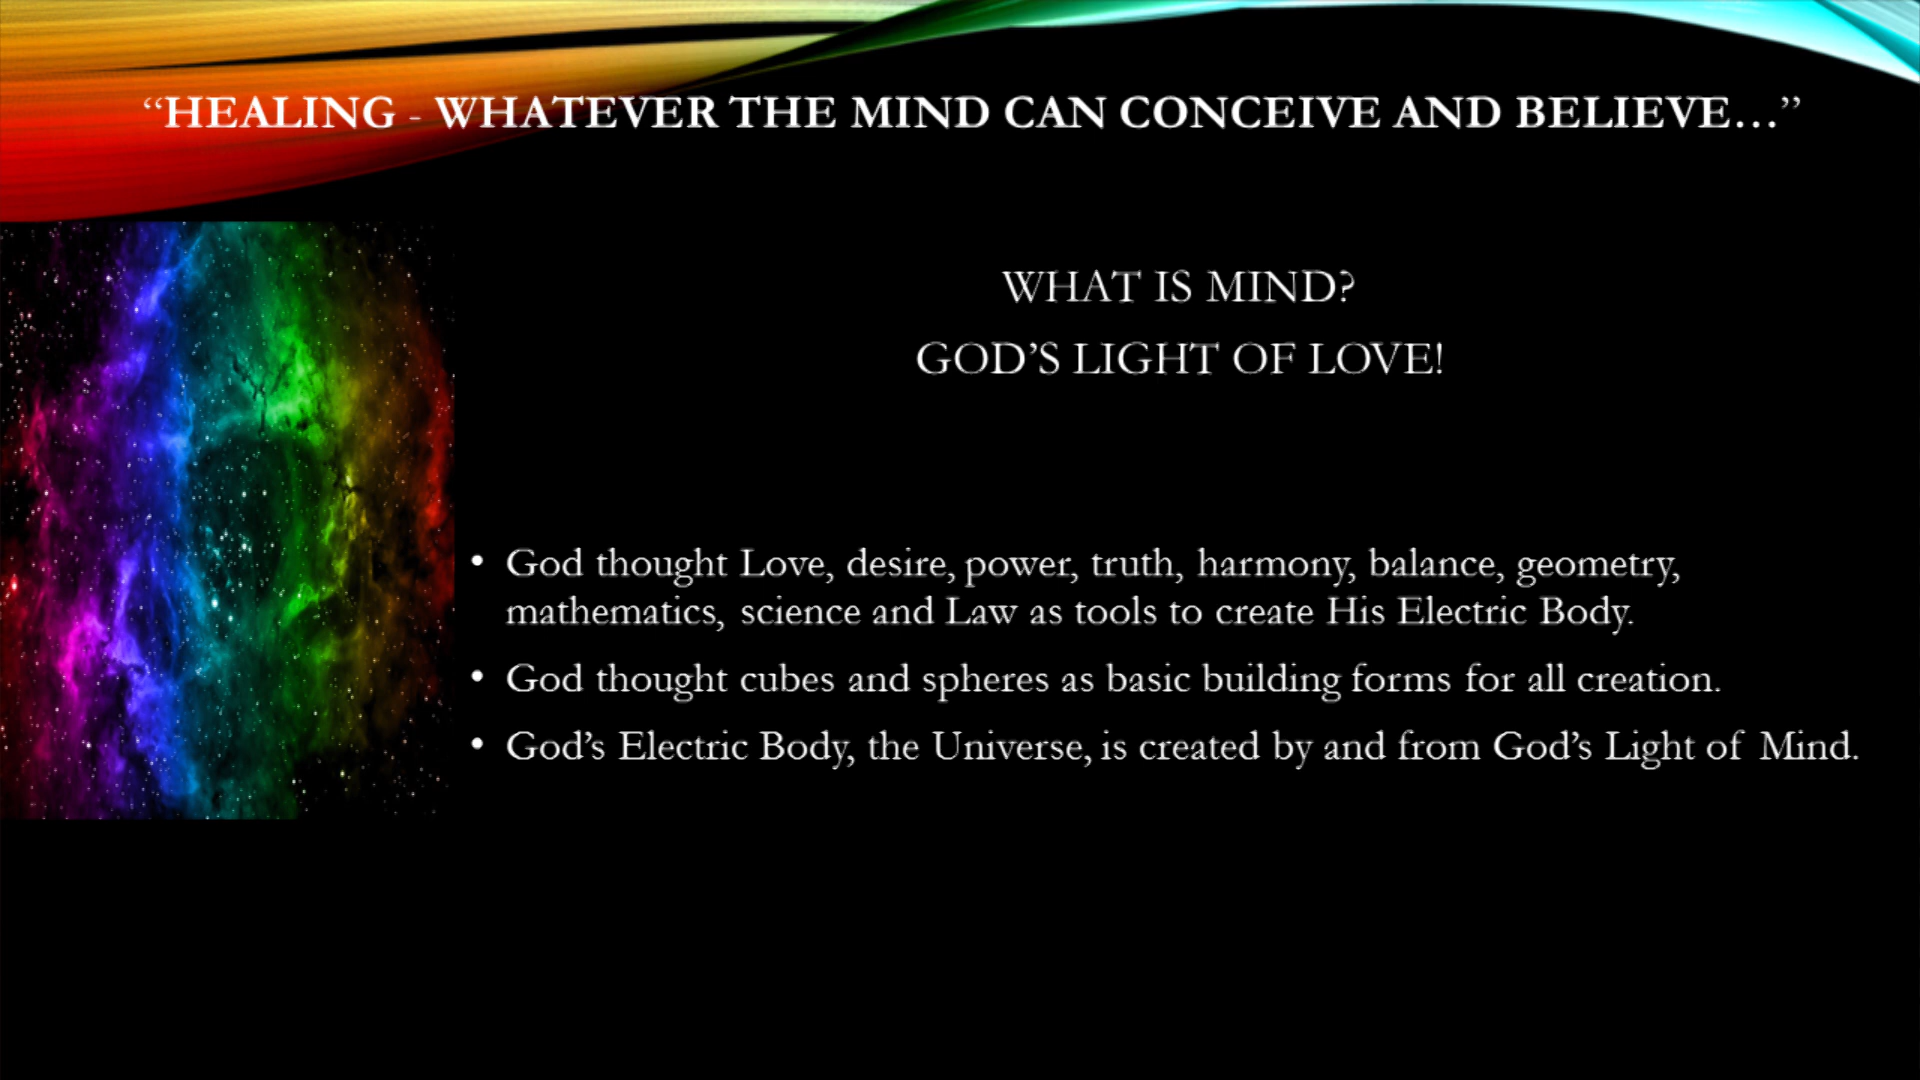 “HEALING - WHATEVER THE MIND CAN CONCEIVE AND BELIEVE…”
WHAT IS MIND?
GOD’S LIGHT OF LOVE!
• God thought Love, desire, power, truth, harmony, balance, geometry,
mathematics, science and Law as tools to create His Electric Body.
• God thought cubes and spheres as basic building forms for all creation.
• God’s Electric Body, the Universe, is created by and from God’s Light of Mind.